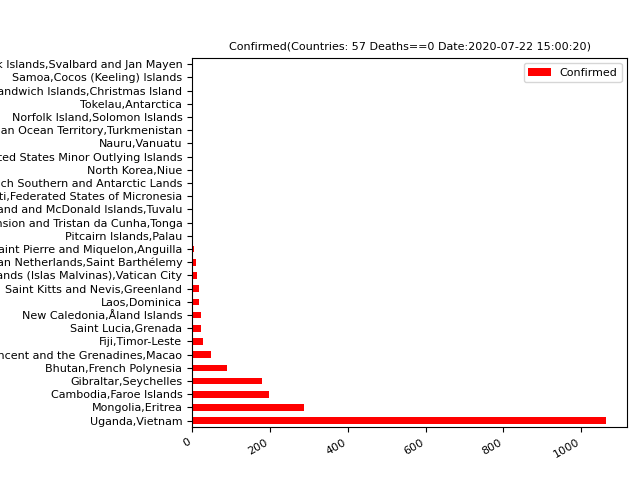 Confirmed(Countries: 57 Deaths==0 Date:2020-07-22 15:00:20)
Confirmed
k Islands,Svalbard and Jan Mayen
Samoa,Cocos (Keeling) Islands
andwich Islands,Christmas Island
Tokelau,Antarctica
Norfolk Island,Solomon Islands
an Ocean Territory,Turkmenistan
Nauru,Vanuatu
ted States Minor Outlying Islands
North Korea,Niue
ch Southern and Antarctic Lands
ti,Federated States of Micronesia
and and McDonald Islands,Tuvalu
nsion and Tristan da Cunha,Tonga
Pitcairn Islands,Palau
aint Pierre and Miquelon,Anguilla
an Netherlands,Saint Barthélemy
ands (Islas Malvinas),Vatican City
Saint Kitts and Nevis,Greenland
Laos,Dominica
New Caledonia,Åland Islands
Saint Lucia,Grenada
Fiji,Timor-Leste
ncent and the Grenadines,Macao
Bhutan,French Polynesia
Gibraltar,Seychelles
Cambodia,Faroe Islands
Mongolia,Eritrea
Uganda,Vietnam
0 200 400 600 800 1000